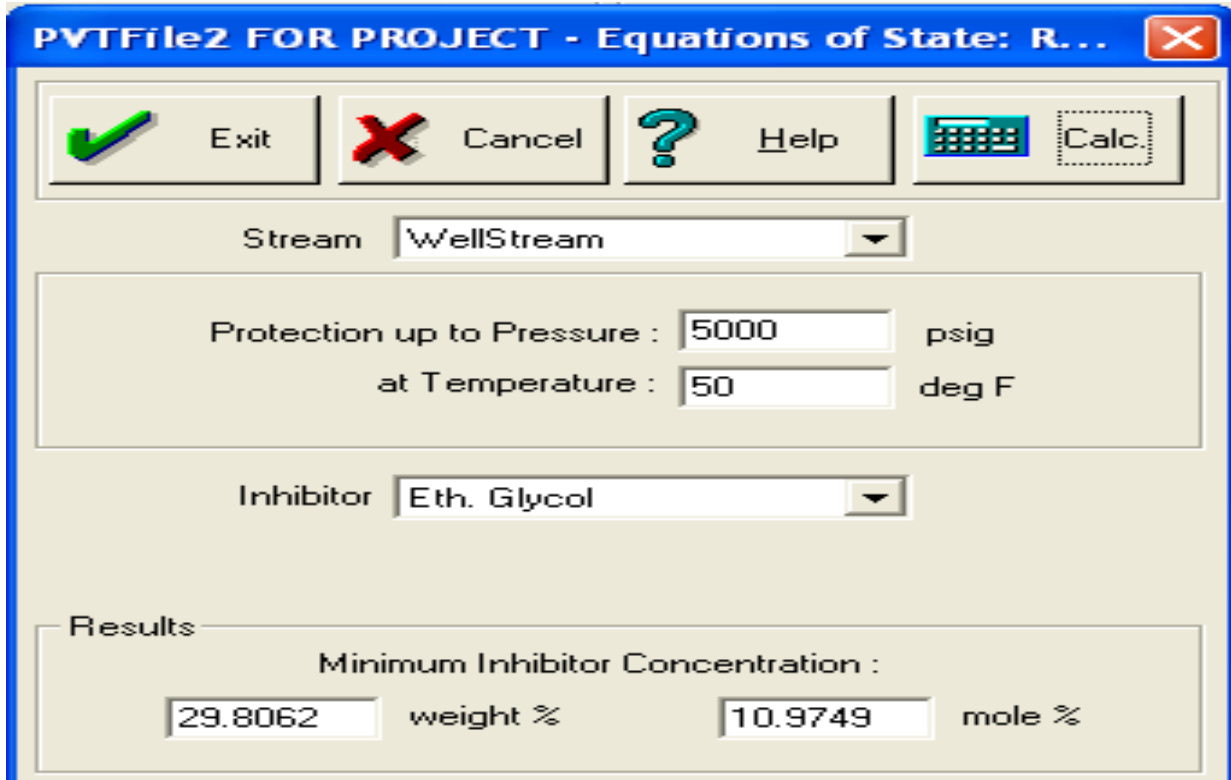 PVTFile2 FOR PROJECT - Equations of State: R...
Exit Cancel Help Calc.
Stream WellStream
Protection up to Pressure : 5000 psig
at Temperature : 50 deg F
Inhibitor Eth. Glycol
Results
Minimum Inhibitor Concentration :
29.8062 weight % 10.9749 mole %